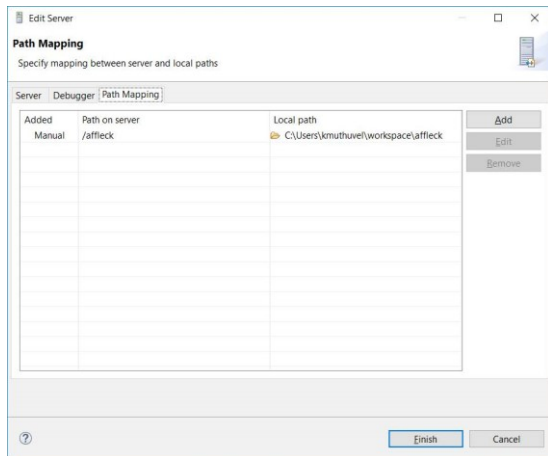 Edit Server
Path Mapping
Specify mapping between server and local paths
Server Debugger Path Mapping
Added Path on server Local path
Manual /affleck C:\Users\kmuthuvel\workspace\affleck
Add
Edit
Remove
?
Finish Cancel